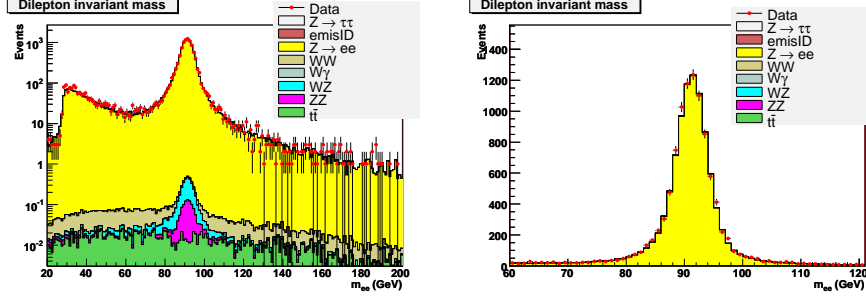 Dilepton invariant mass
Events
10³
10²
10
1
10⁻¹
10⁻²
20 40 60 80 100 120 140 160 180 200
m_ee (GeV)
Data
Z → ττ
emisID
Z → ee
WW
Wγ
WZ
ZZ
tt̄
Dilepton invariant mass
Events
1400
1200
1000
800
600
400
200
0
60 70 80 90 100 110 120
m_ee (GeV)
Data
Z → ττ
emisID
Z → ee
WW
Wγ
WZ
ZZ
tt̄